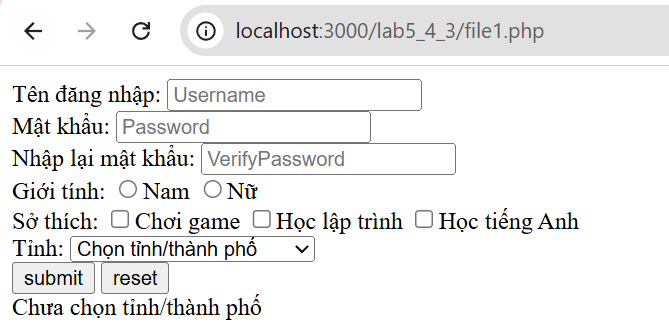 localhost:3000/lab5_4_3/file1.php
Tên đăng nhập: Username
Mật khẩu: Password
Nhập lại mật khẩu: VerifyPassword
Giới tính: Nam Nữ
Sở thích: Chơi game Học lập trình Học tiếng Anh
Tỉnh: Chọn tỉnh/thành phố
submit reset
Chưa chọn tỉnh/thành phố